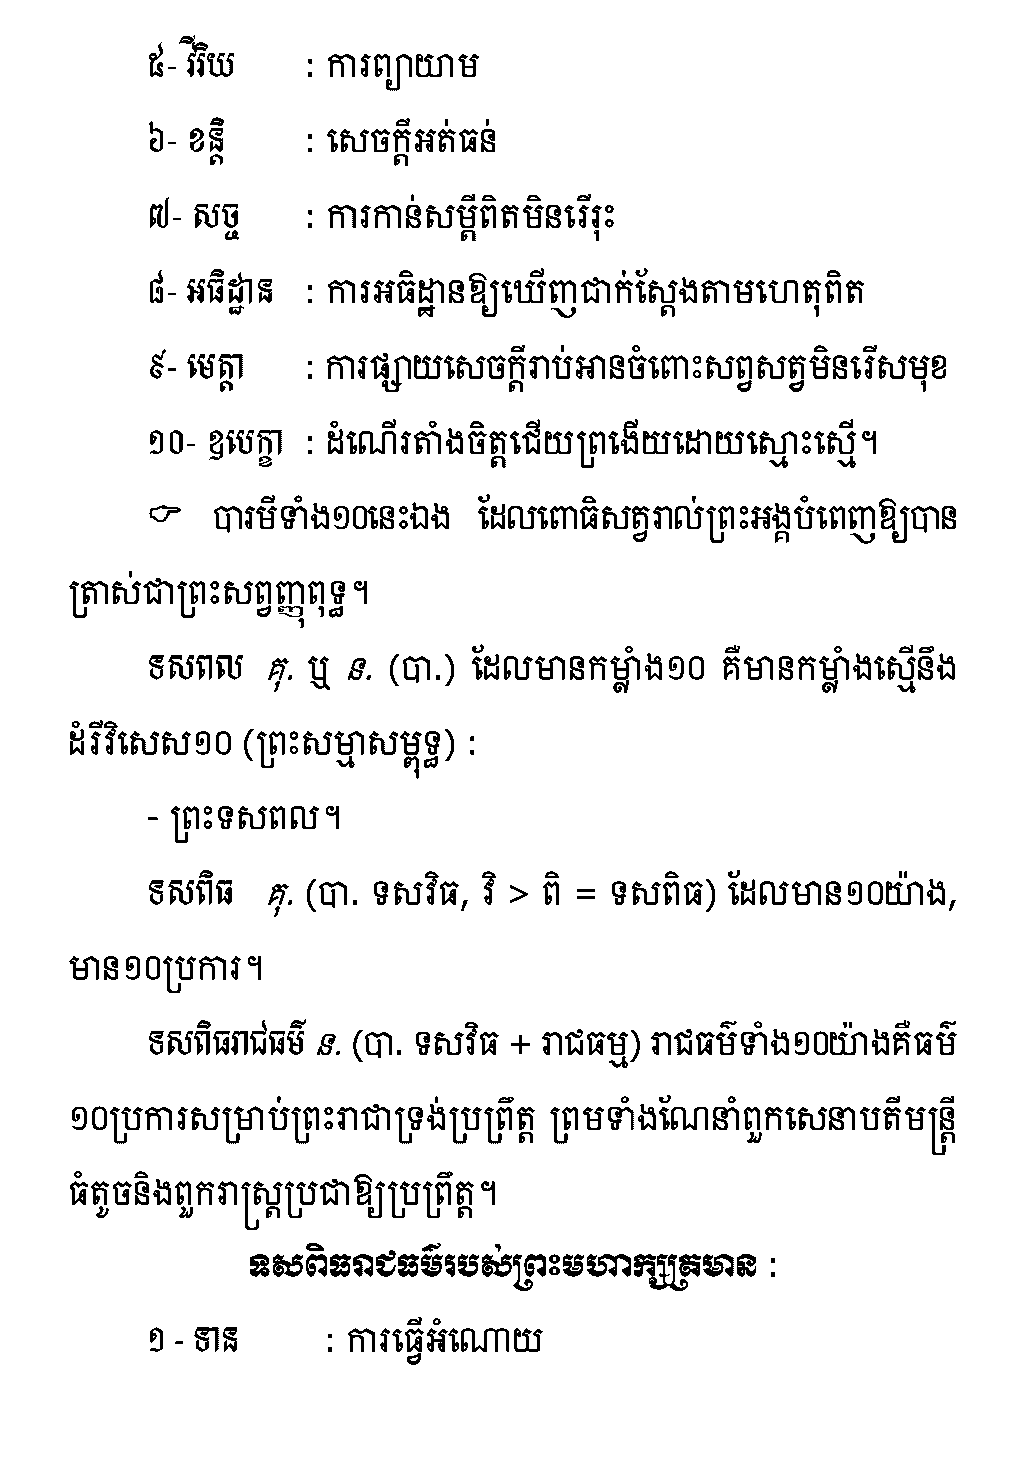 ៥- វីរិយ : ការព្យាយាម
៦- ខន្តិ : សេចក្តីអត់ធន់
៧- សច្ច : ការកាន់សម្តីពិតមិនរើរុះ
៨- អធិដ្ឋាន : ការអធិដ្ឋានឱ្យឃើញជាក់ស្តែងតាមហេតុពិត
៩- មេត្តា : ការផ្សាយសេចក្តីរាប់អានចំពោះសព្វសត្វមិនរើសមុខ
១០- ឧបេក្ខា : ដំណើរតាំងចិត្តជើយព្រងើយដោយស្មោះស្មើ។
☞ បារមីទាំង១០នេះឯង ដែលពោធិសត្វរាល់ព្រះអង្គបំពេញឱ្យបាន
ត្រាស់ជាព្រះសព្វញ្ញុពុទ្ធ។
ទសពល គុ. ឬ ន. (បា.) ដែលមានកម្លាំង១០ គឺមានកម្លាំងស្មើនឹង
ដំរីវិសេស១០ (ព្រះសម្មាសម្ពុទ្ធ) :
- ព្រះទសពល។
ទសពិធ គុ. (បា. ទសវិធ, វិ > ពិ = ទសពិធ) ដែលមាន១០យ៉ាង,
មាន១០ប្រការ។
ទសពិធរាជធម៌ ន. (បា. ទសវិធ + រាជធម្ម) រាជធម៌ទាំង១០យ៉ាងគឺធម៌
១០ប្រការសម្រាប់ព្រះរាជាទ្រង់ប្រព្រឹត្ត ព្រមទាំងណែនាំពួកសេនាបតីមន្ត្រី
ធំតូចនិងពួករាស្ត្រប្រជាឱ្យប្រព្រឹត្ត។
ទសពិធរាជធម៌របស់ព្រះមហាក្សត្រមាន :
១ - ទាន : ការធ្វើអំណោយ